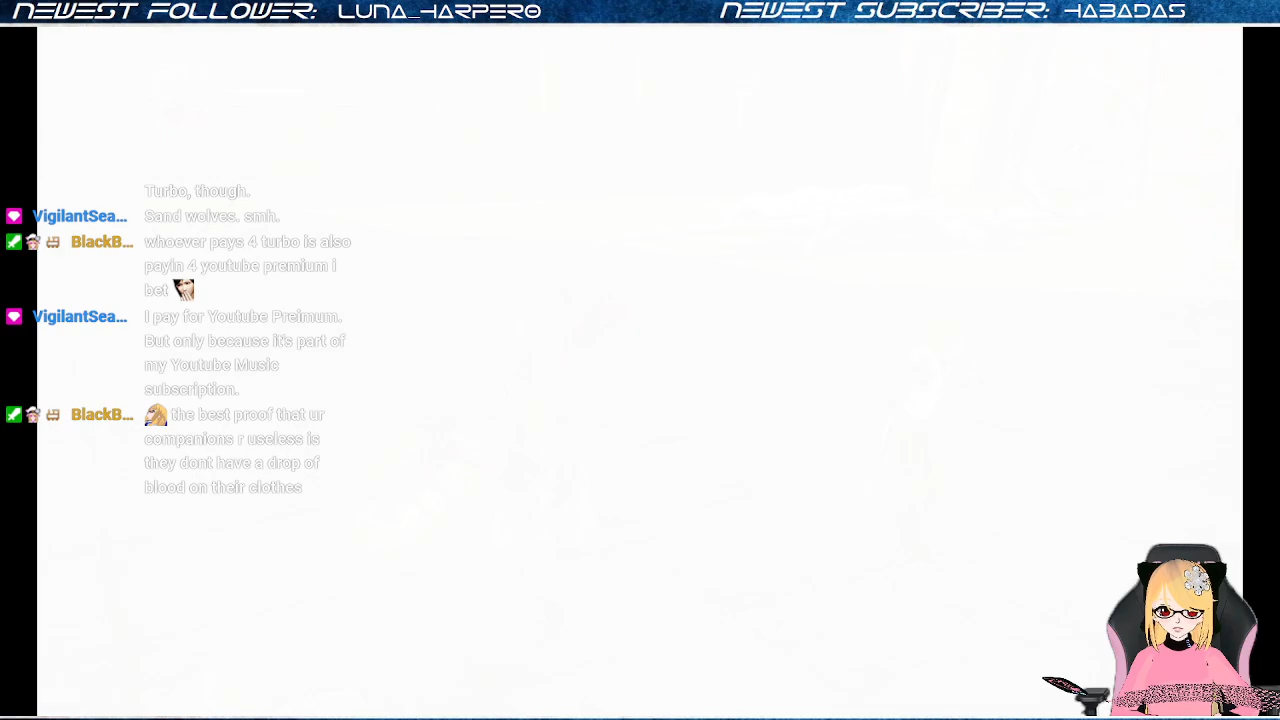 NEWEST FOLLOWER: LUNA_HARPER0 NEWEST SUBSCRIBER: HABADAS
Turbo, though.
VigilantSea... Sand wolves. smh.
BlackB... whoever pays 4 turbo is also
payin 4 youtube premium i
bet
VigilantSea... I pay for Youtube Preimum.
But only because it's part of
my Youtube Music
subscription.
BlackB... the best proof that ur
companions r useless is
they dont have a drop of
blood on their clothes